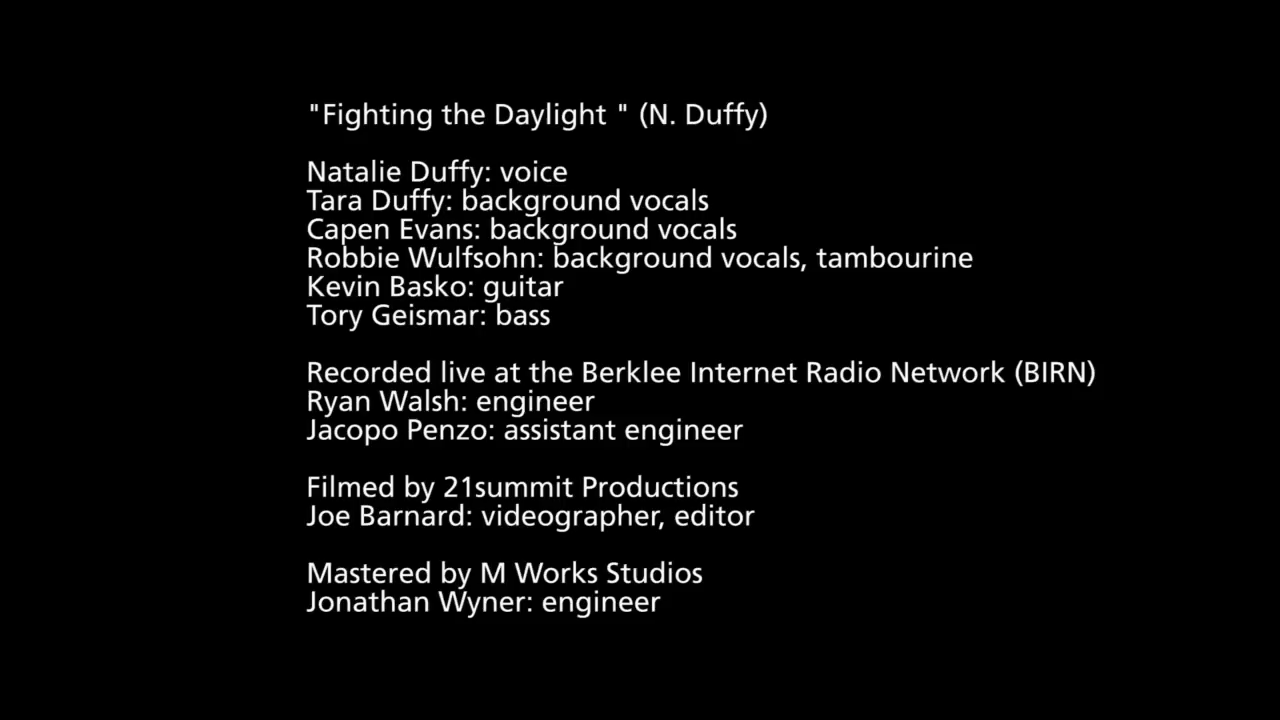 "Fighting the Daylight " (N. Duffy)
Natalie Duffy: voice
Tara Duffy: background vocals
Capen Evans: background vocals
Robbie Wulfsohn: background vocals, tambourine
Kevin Basko: guitar
Tory Geismar: bass
Recorded live at the Berklee Internet Radio Network (BIRN)
Ryan Walsh: engineer
Jacopo Penzo: assistant engineer
Filmed by 21summit Productions
Joe Barnard: videographer, editor
Mastered by M Works Studios
Jonathan Wyner: engineer